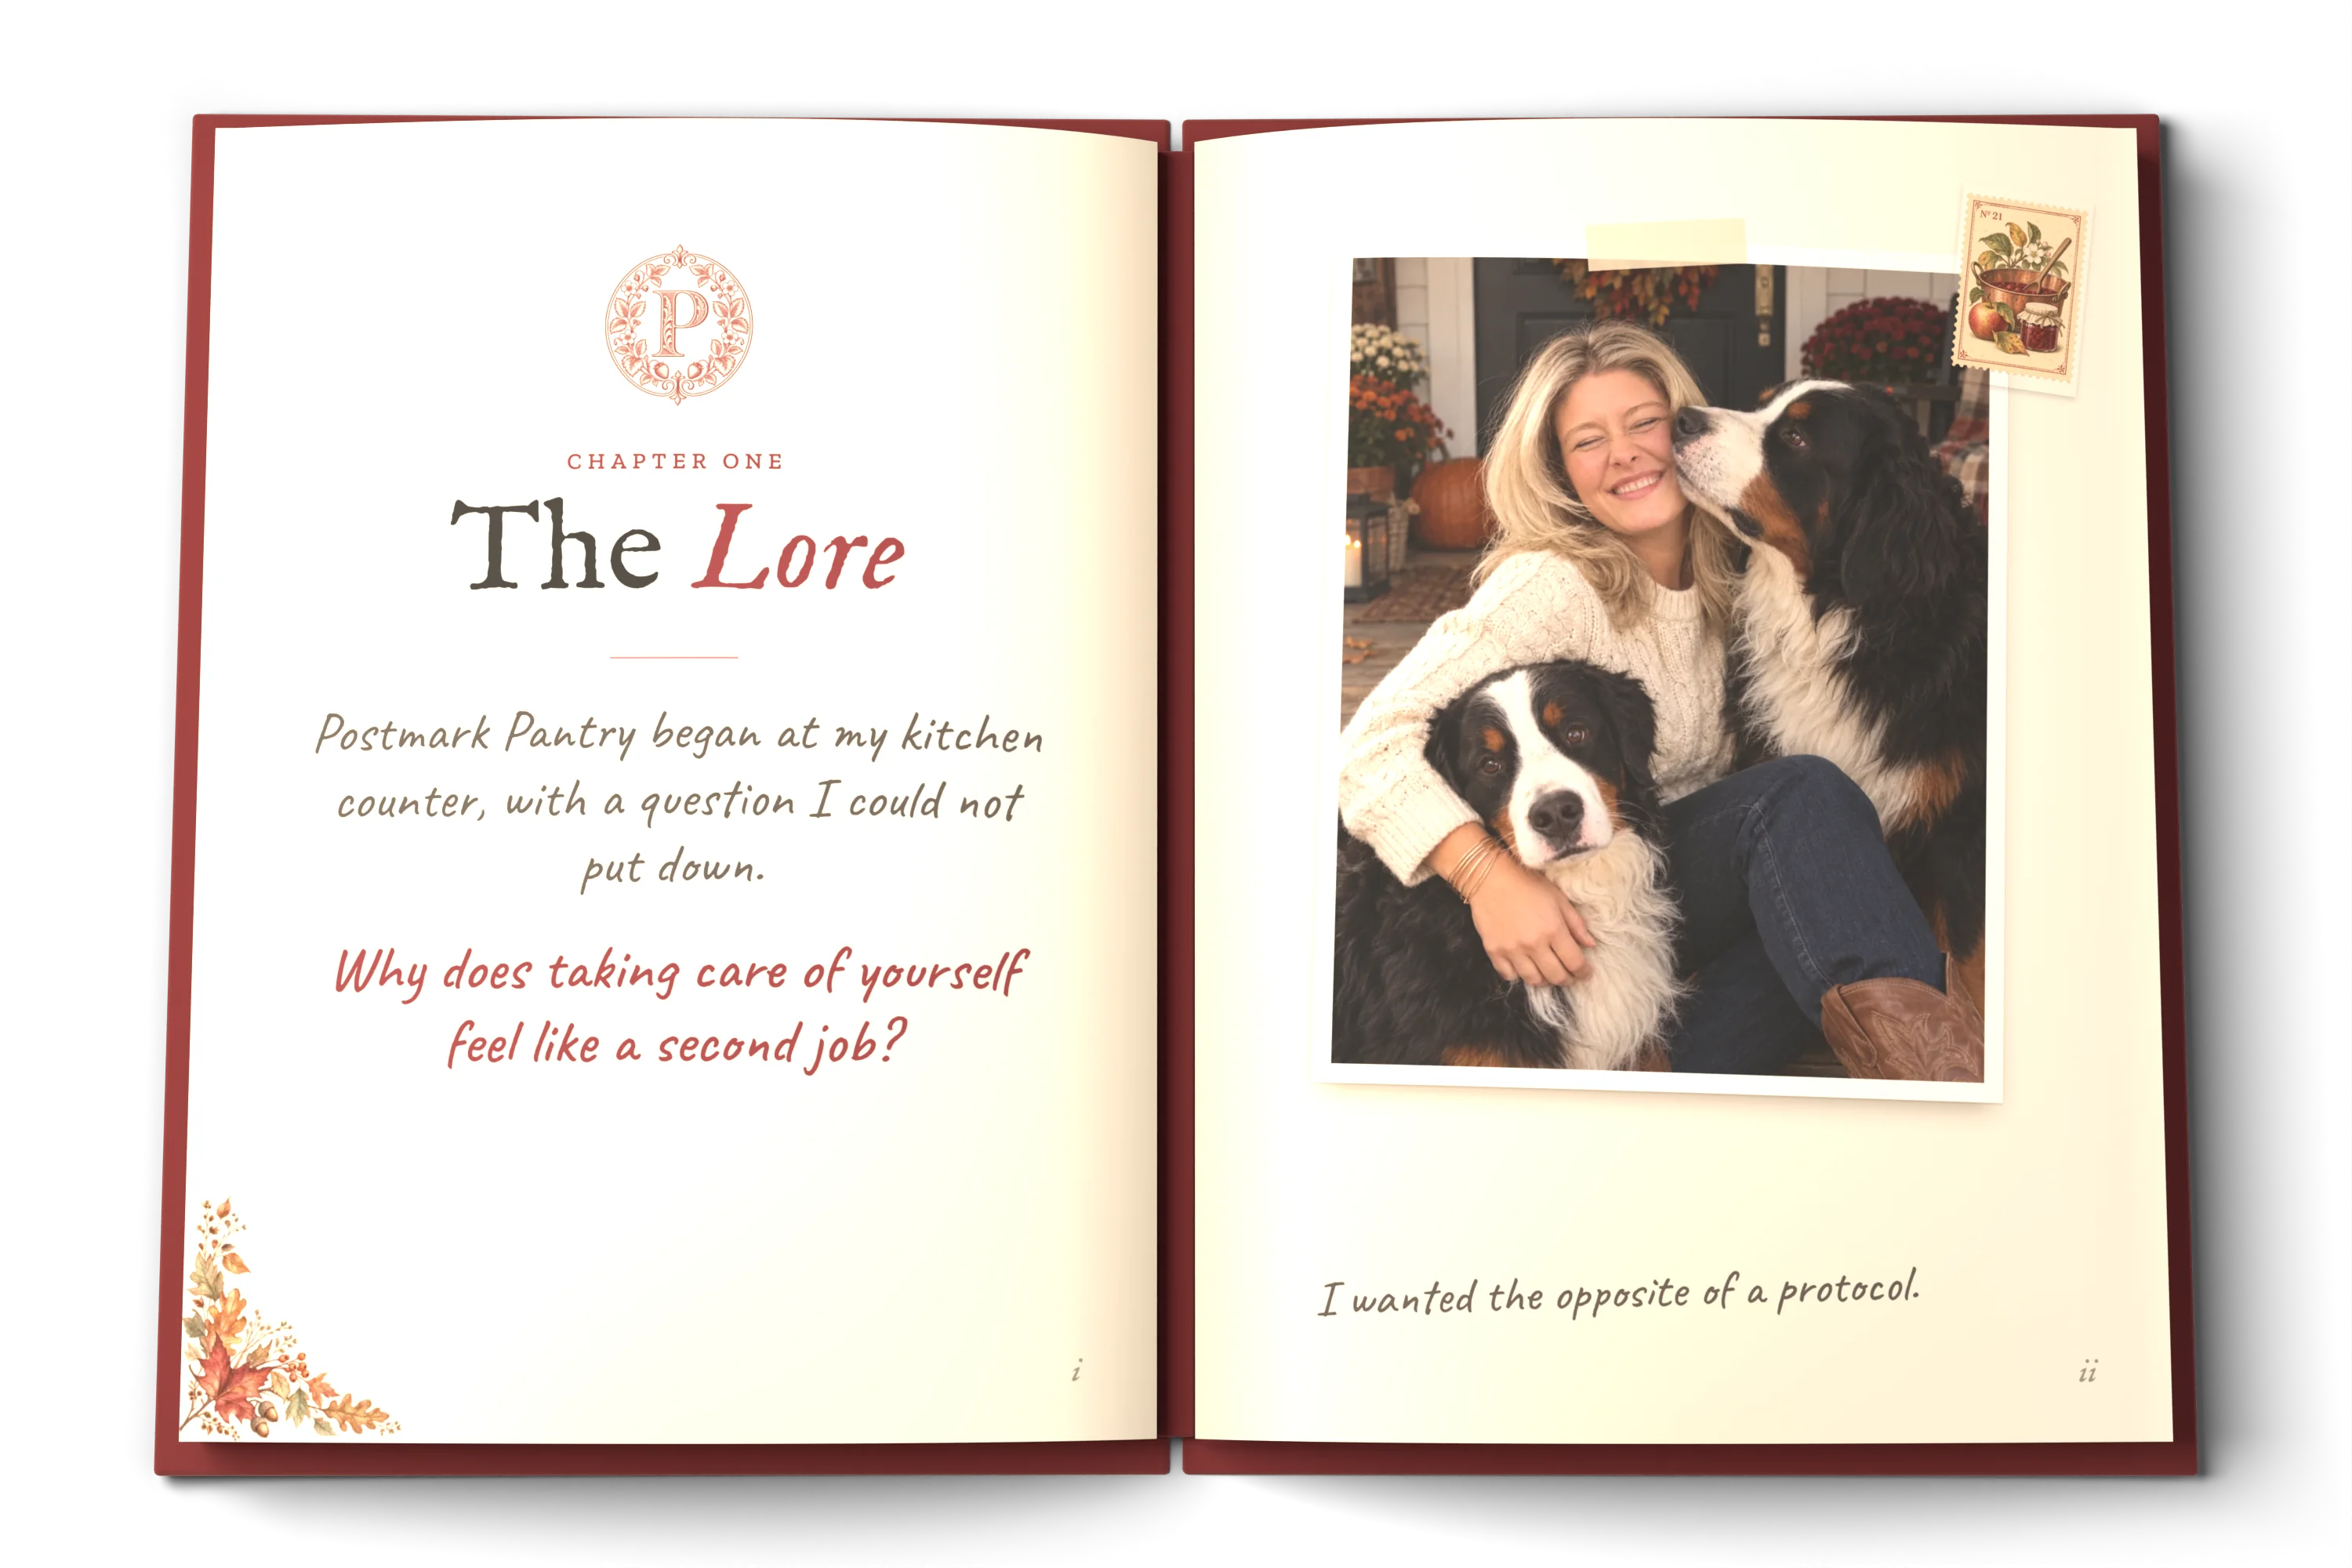 P
CHAPTER ONE
The Lore
Postmark Pantry began at my kitchen
counter, with a question I could not
put down.
Why does taking care of yourself
feel like a second job?
i
Nº 21
I wanted the opposite of a protocol.
ii